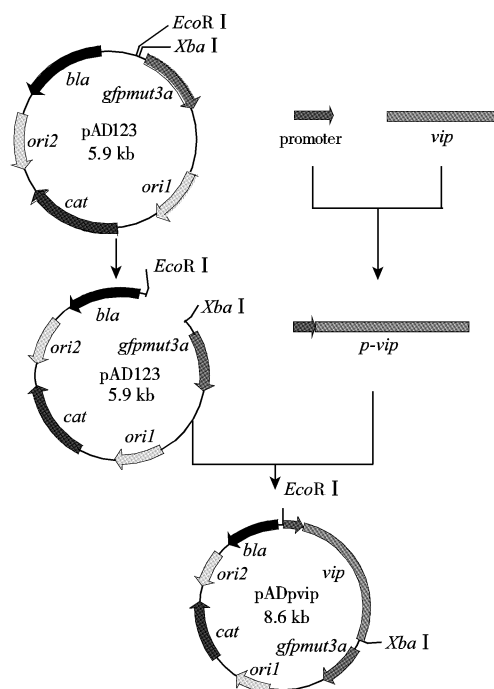 EcoR I
Xba I
bla
gfpmut3a
pAD123
5.9 kb
ori2
ori1
cat
promoter
vip
EcoR I
Xba I
bla
gfpmut3a
ori2
pAD123
5.9 kb
cat
ori1
p-vip
EcoR I
bla
vip
ori2
pADpvip
8.6 kb
cat
gfpmut3a
Xba I
ori1